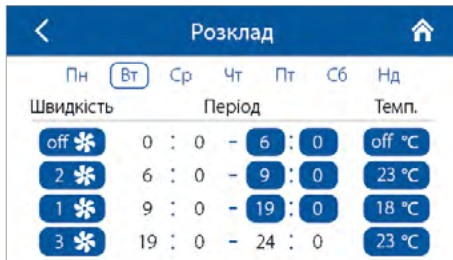 Розклад
Пн Вт Ср Чт Пт Сб Нд
Швидкість Період Темп.
off 0 : 0 - 6 : 0 off °C
2 6 : 0 - 9 : 0 23 °C
1 9 : 0 - 19 : 0 18 °C
3 19 : 0 - 24 : 0 23 °C